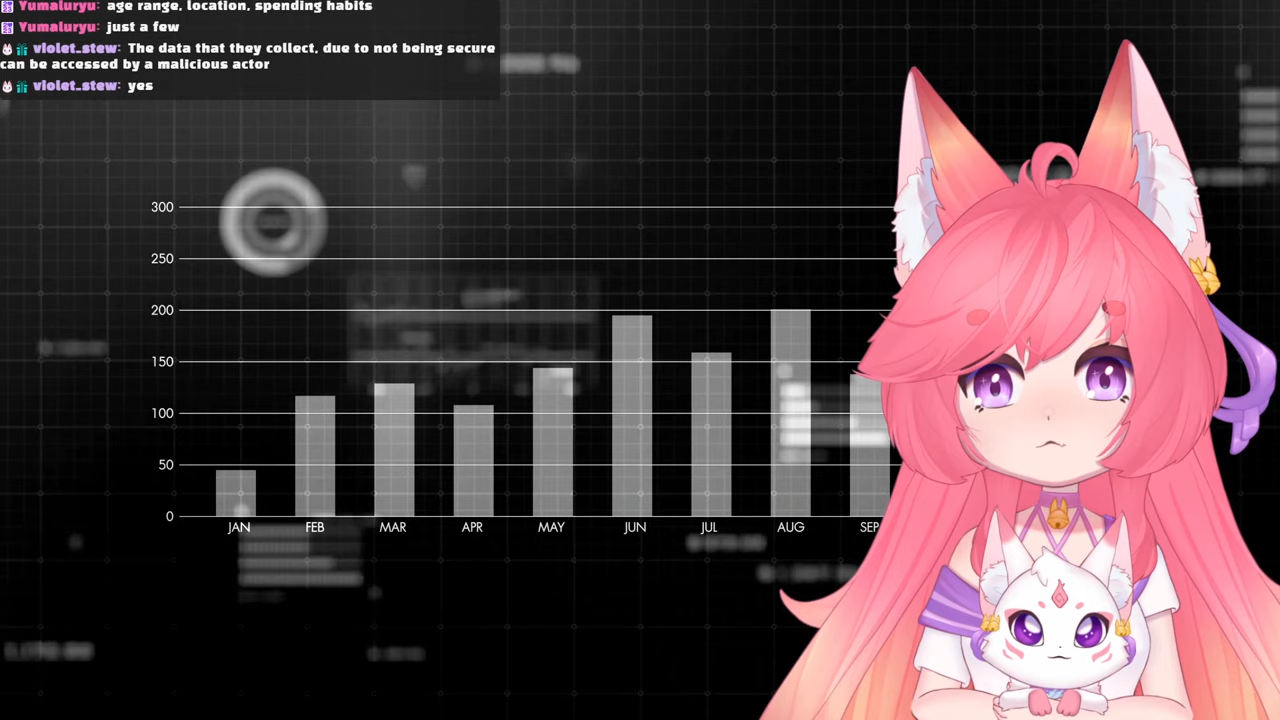 Yumaluryu: age range, location, spending habits
Yumaluryu: just a few
violet_stew: The data that they collect, due to not being secure
can be accessed by a malicious actor
violet_stew: yes
300
250
200
150
100
50
0
JAN FEB MAR APR MAY JUN JUL AUG SEP